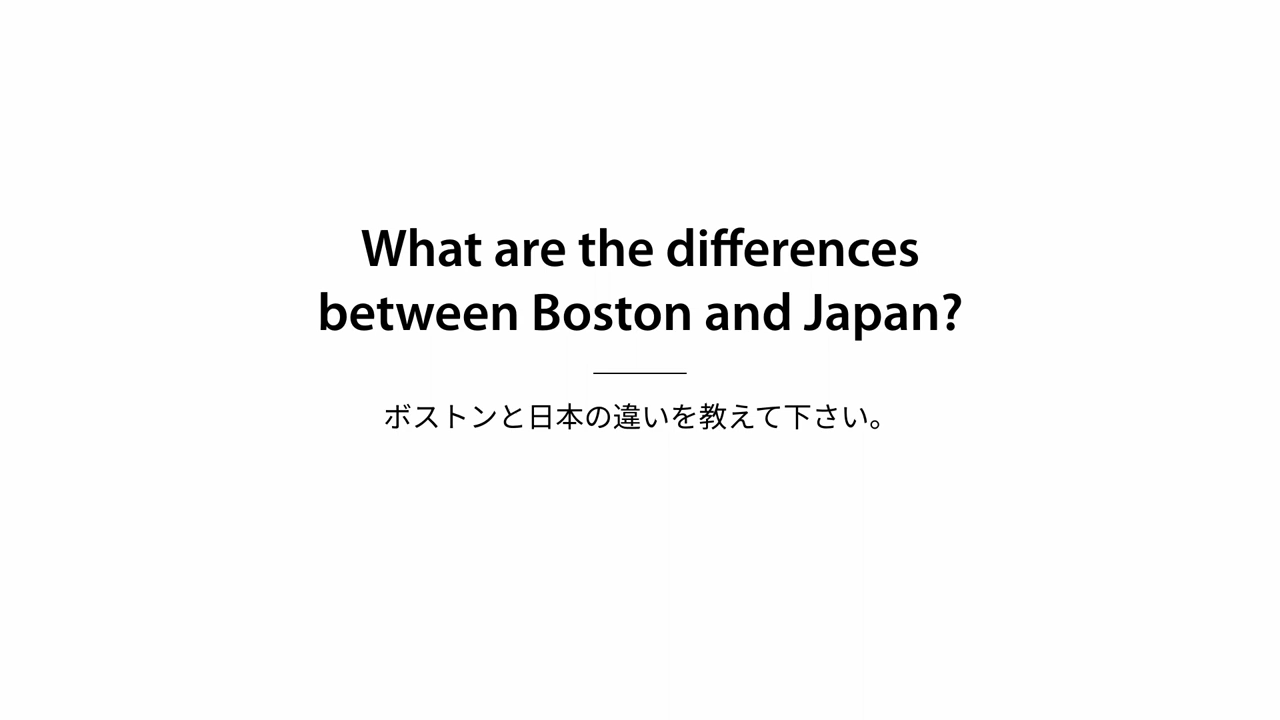 What are the differences
between Boston and Japan?
ボストンと日本の違いを教えて下さい。